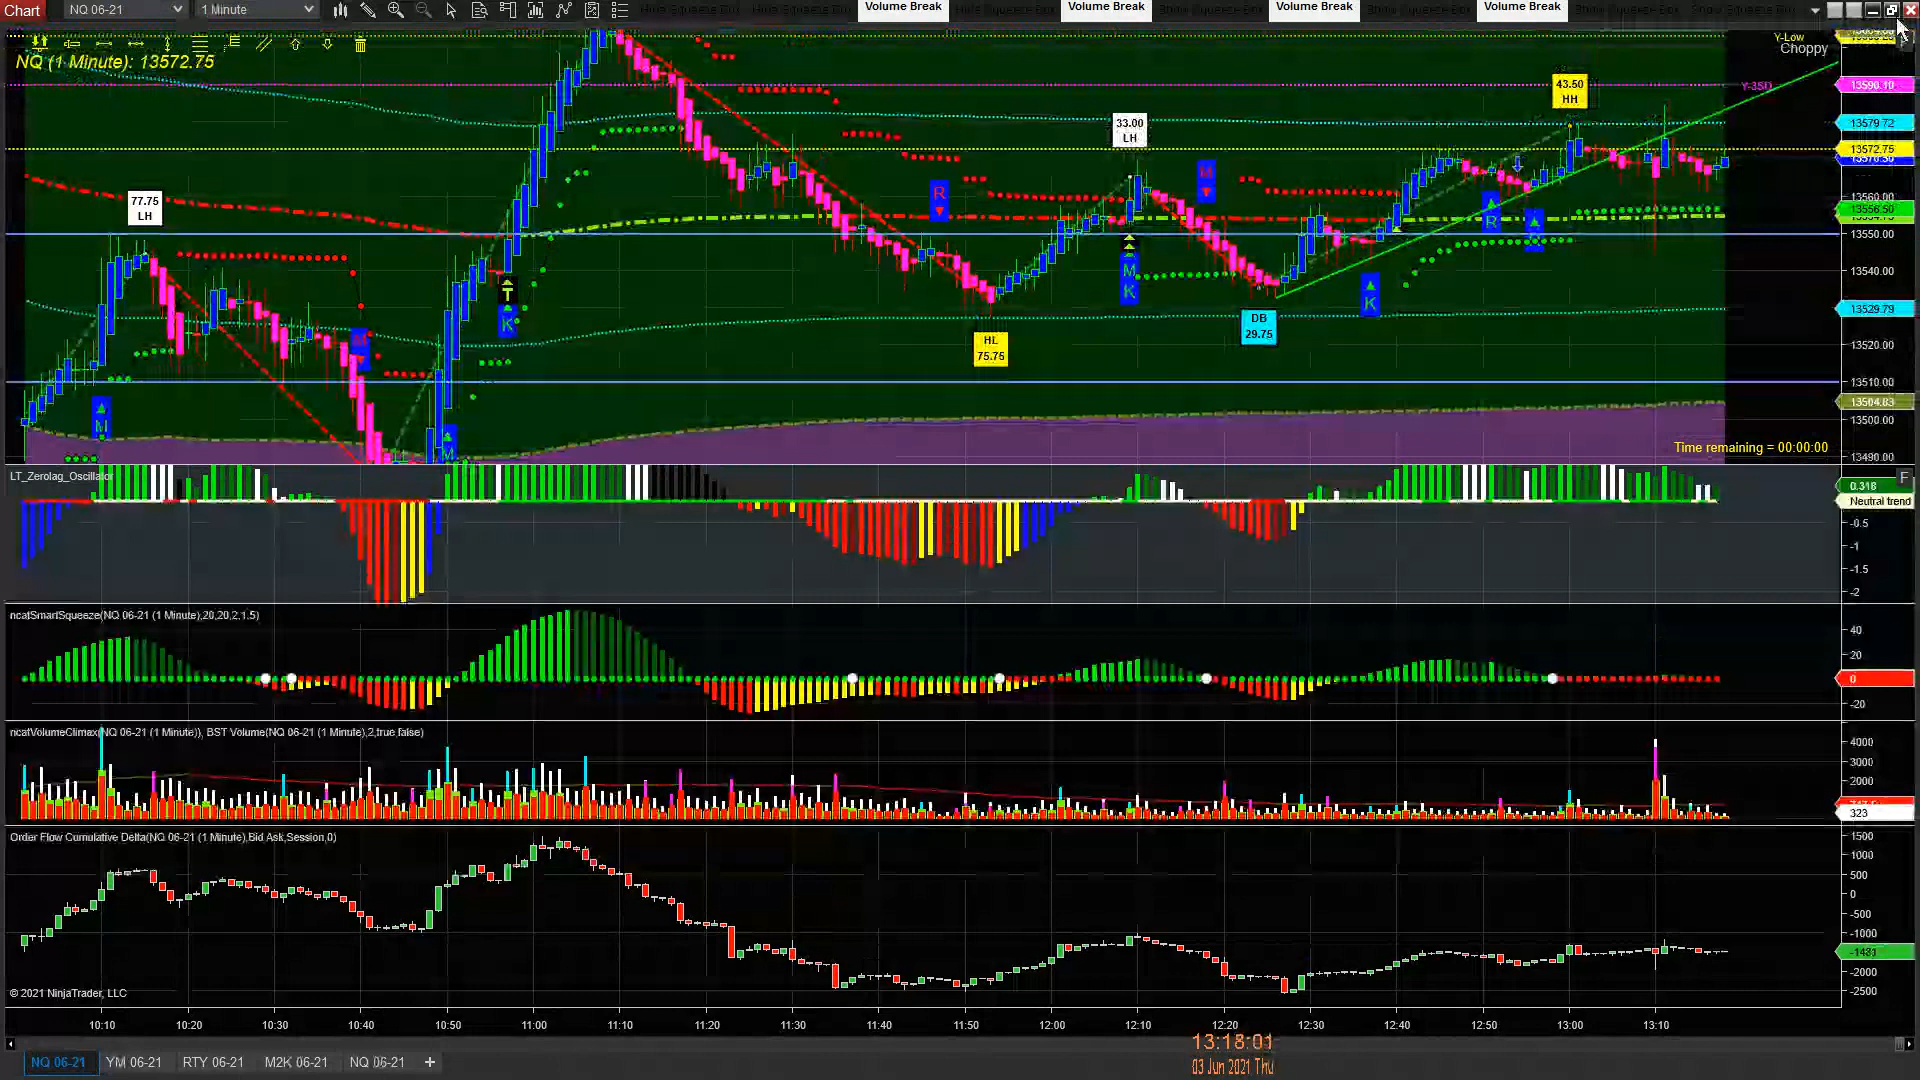 Chart NQ 06-21 1 Minute Volume Break Volume Break Volume Break Volume Break
NQ (1 Minute): 13572.75
Y-Low
Choppy
Y-3SD
13590.10
13579.72
13572.75
13560.00
13556.50
13550.00
13540.00
13529.79
13520.00
13510.00
13504.83
13500.00
13490.00
77.75
LH
33.00
LH
43.50
HH
HL
75.75
DB
29.75
M
T
K
M
R
M
K
M
K
R
Time remaining = 00:00:00
LT_Zerolag_Oscillator
F
0.318
Neutral trend
-0.5
-1
-1.5
-2
ncatSmartSqueeze(NQ 06-21 (1 Minute),20,20,2,1.5)
40
20
0
-20
ncatVolumeClimax(NQ 06-21 (1 Minute)), BST Volume(NQ 06-21 (1 Minute),2,true,false)
4000
3000
2000
323
Order Flow Cumulative Delta(NQ 06-21 (1 Minute),Bid Ask,Session,0)
1500
1000
500
0
-500
-1000
-1431
-2000
-2500
© 2021 NinjaTrader, LLC
10:10 10:20 10:30 10:40 10:50 11:00 11:10 11:20 11:30 11:40 11:50 12:00 12:10 12:20 12:30 12:40 12:50 13:00 13:10
13:18:01
03 Jun 2021 Thu
NQ 06-21 YM 06-21 RTY 06-21 M2K 06-21 NQ 06-21 +